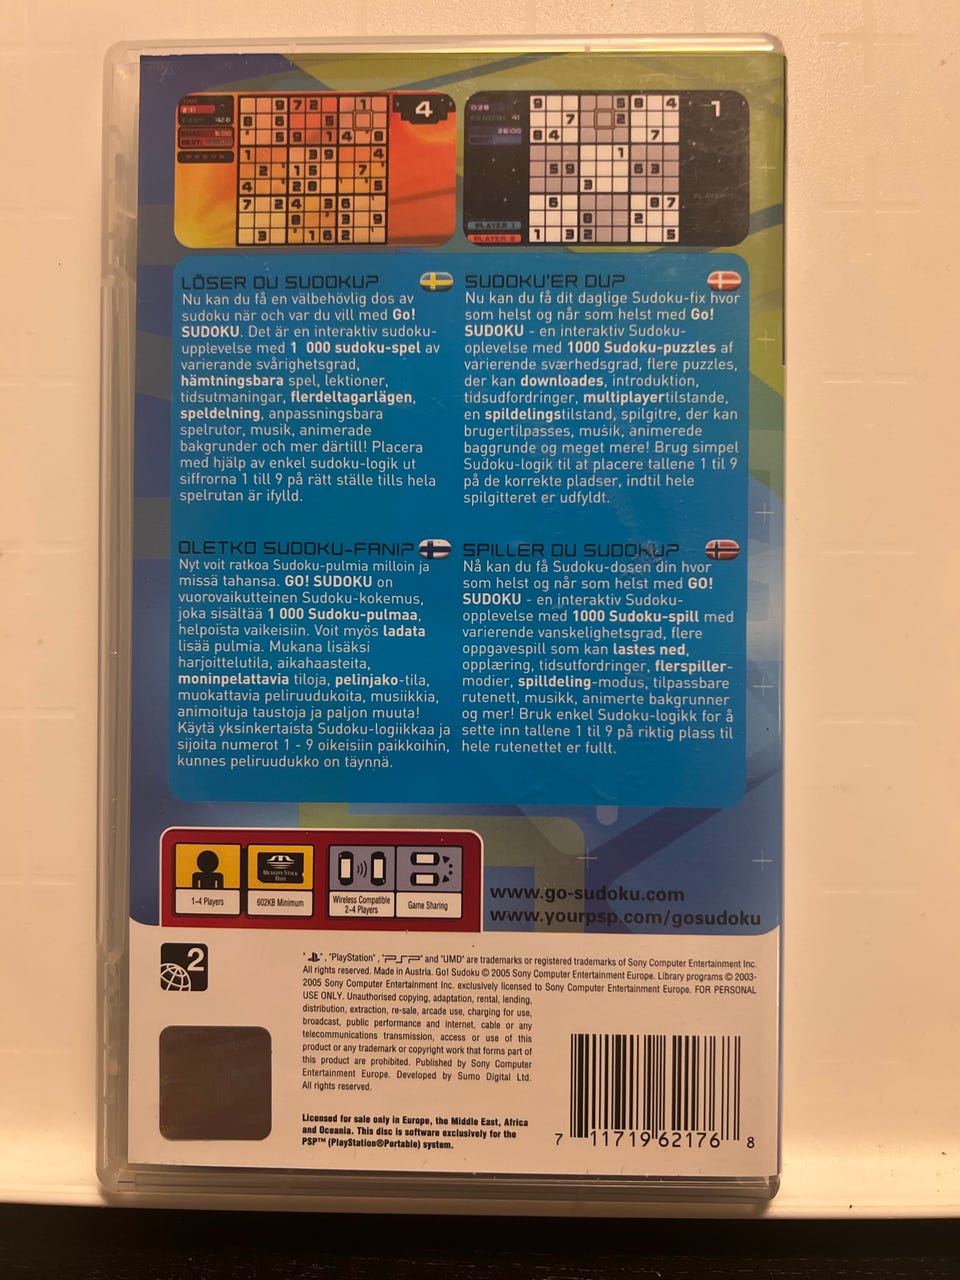 4
1
LÖSER DU SUDOKU?
Nu kan du få en välbehövlig dos av
sudoku när och var du vill med Go!
SUDOKU. Det är en interaktiv sudoku-
upplevelse med 1 000 sudoku-spel av
varierande svårighetsgrad,
hämtningsbara spel, lektioner,
tidsutmaningar, flerdeltagarlägen,
speldelning, anpassningsbara
spelrutor, musik, animerade
bakgrunder och mer därtill! Placera
med hjälp av enkel sudoku-logik ut
siffrorna 1 till 9 på rätt ställe tills hela
spelrutan är ifylld.
SUDOKU'ER DU?
Nu kan du få dit daglige Sudoku-fix hvor
som helst og når som helst med Go!
SUDOKU - en interaktiv Sudoku-
oplevelse med 1000 Sudoku-puzzles af
varierende sværhedsgrad, flere puzzles,
der kan downloades, introduktion,
tidsudfordringer, multiplayertilstande,
en spildelingstilstand, spilgitre, der kan
brugertilpasses, musik, animerede
baggrunde og meget mere! Brug simpel
Sudoku-logik til at placere tallene 1 til 9
på de korrekte pladser, indtil hele
spilgitteret er udfyldt.
OLETKO SUDOKU-FANI?
Nyt voit ratkoa Sudoku-pulmia milloin ja
missä tahansa. GO! SUDOKU on
vuorovaikutteinen Sudoku-kokemus,
joka sisältää 1 000 Sudoku-pulmaa,
helpoista vaikeisiin. Voit myös ladata
lisää pulmia. Mukana lisäksi
harjoittelutila, aikahaasteita,
moninpelattavia tiloja, pelinjako-tila,
muokattavia peliruudukoita, musiikkia,
animoituja taustoja ja paljon muuta!
Käytä yksinkertaista Sudoku-logiikkaa ja
sijoita numerot 1 - 9 oikeisiin paikkoihin,
kunnes peliruudukko on täynnä.
SPILLER DU SUDOKU?
Nå kan du få Sudoku-dosen din hvor
som helst og når som helst med GO!
SUDOKU - en interaktiv Sudoku-
opplevelse med 1000 Sudoku-spill med
varierende vanskelighetsgrad, flere
oppgavespill som kan lastes ned,
opplæring, tidsutfordringer, flerspiller-
modier, spilldeling-modus, tilpassbare
rutenett, musikk, animerte bakgrunner
og mer! Bruk enkel Sudoku-logikk for å
sette inn tallene 1 til 9 på riktig plass til
hele rutenettet er fullt.
MEMORY STICK
DUO
1-4 Players
602KB Minimum
Wireless Compatible
2-4 Players
Game Sharing
www.go-sudoku.com
www.yourpsp.com/gosudoku
2
", "PlayStation", "PSP" and "UMD" are trademarks or registered trademarks of Sony Computer Entertainment Inc.
All rights reserved. Made in Austria. Go! Sudoku © 2005 Sony Computer Entertainment Europe. Library programs © 2003-
2005 Sony Computer Entertainment Inc. exclusively licensed to Sony Computer Entertainment Europe. FOR PERSONAL
USE ONLY. Unauthorised copying, adaptation, rental, lending,
distribution, extraction, re-sale, arcade use, charging for use,
broadcast, public performance and internet, cable or any
telecommunications transmission, access or use of this
product or any trademark or copyright work that forms part of
this product are prohibited. Published by Sony Computer
Entertainment Europe. Developed by Sumo Digital Ltd.
All rights reserved.
Licensed for sale only in Europe, the Middle East, Africa
and Oceania. This disc is software exclusively for the
PSP™ (PlayStation®Portable) system.
7 11719 62176 8